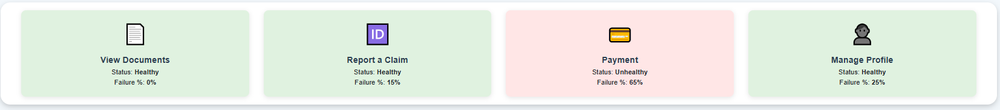 ID
View Documents
Status: Healthy
Failure %: 0%
Report a Claim
Status: Healthy
Failure %: 15%
Payment
Status: Unhealthy
Failure %: 65%
Manage Profile
Status: Healthy
Failure %: 25%